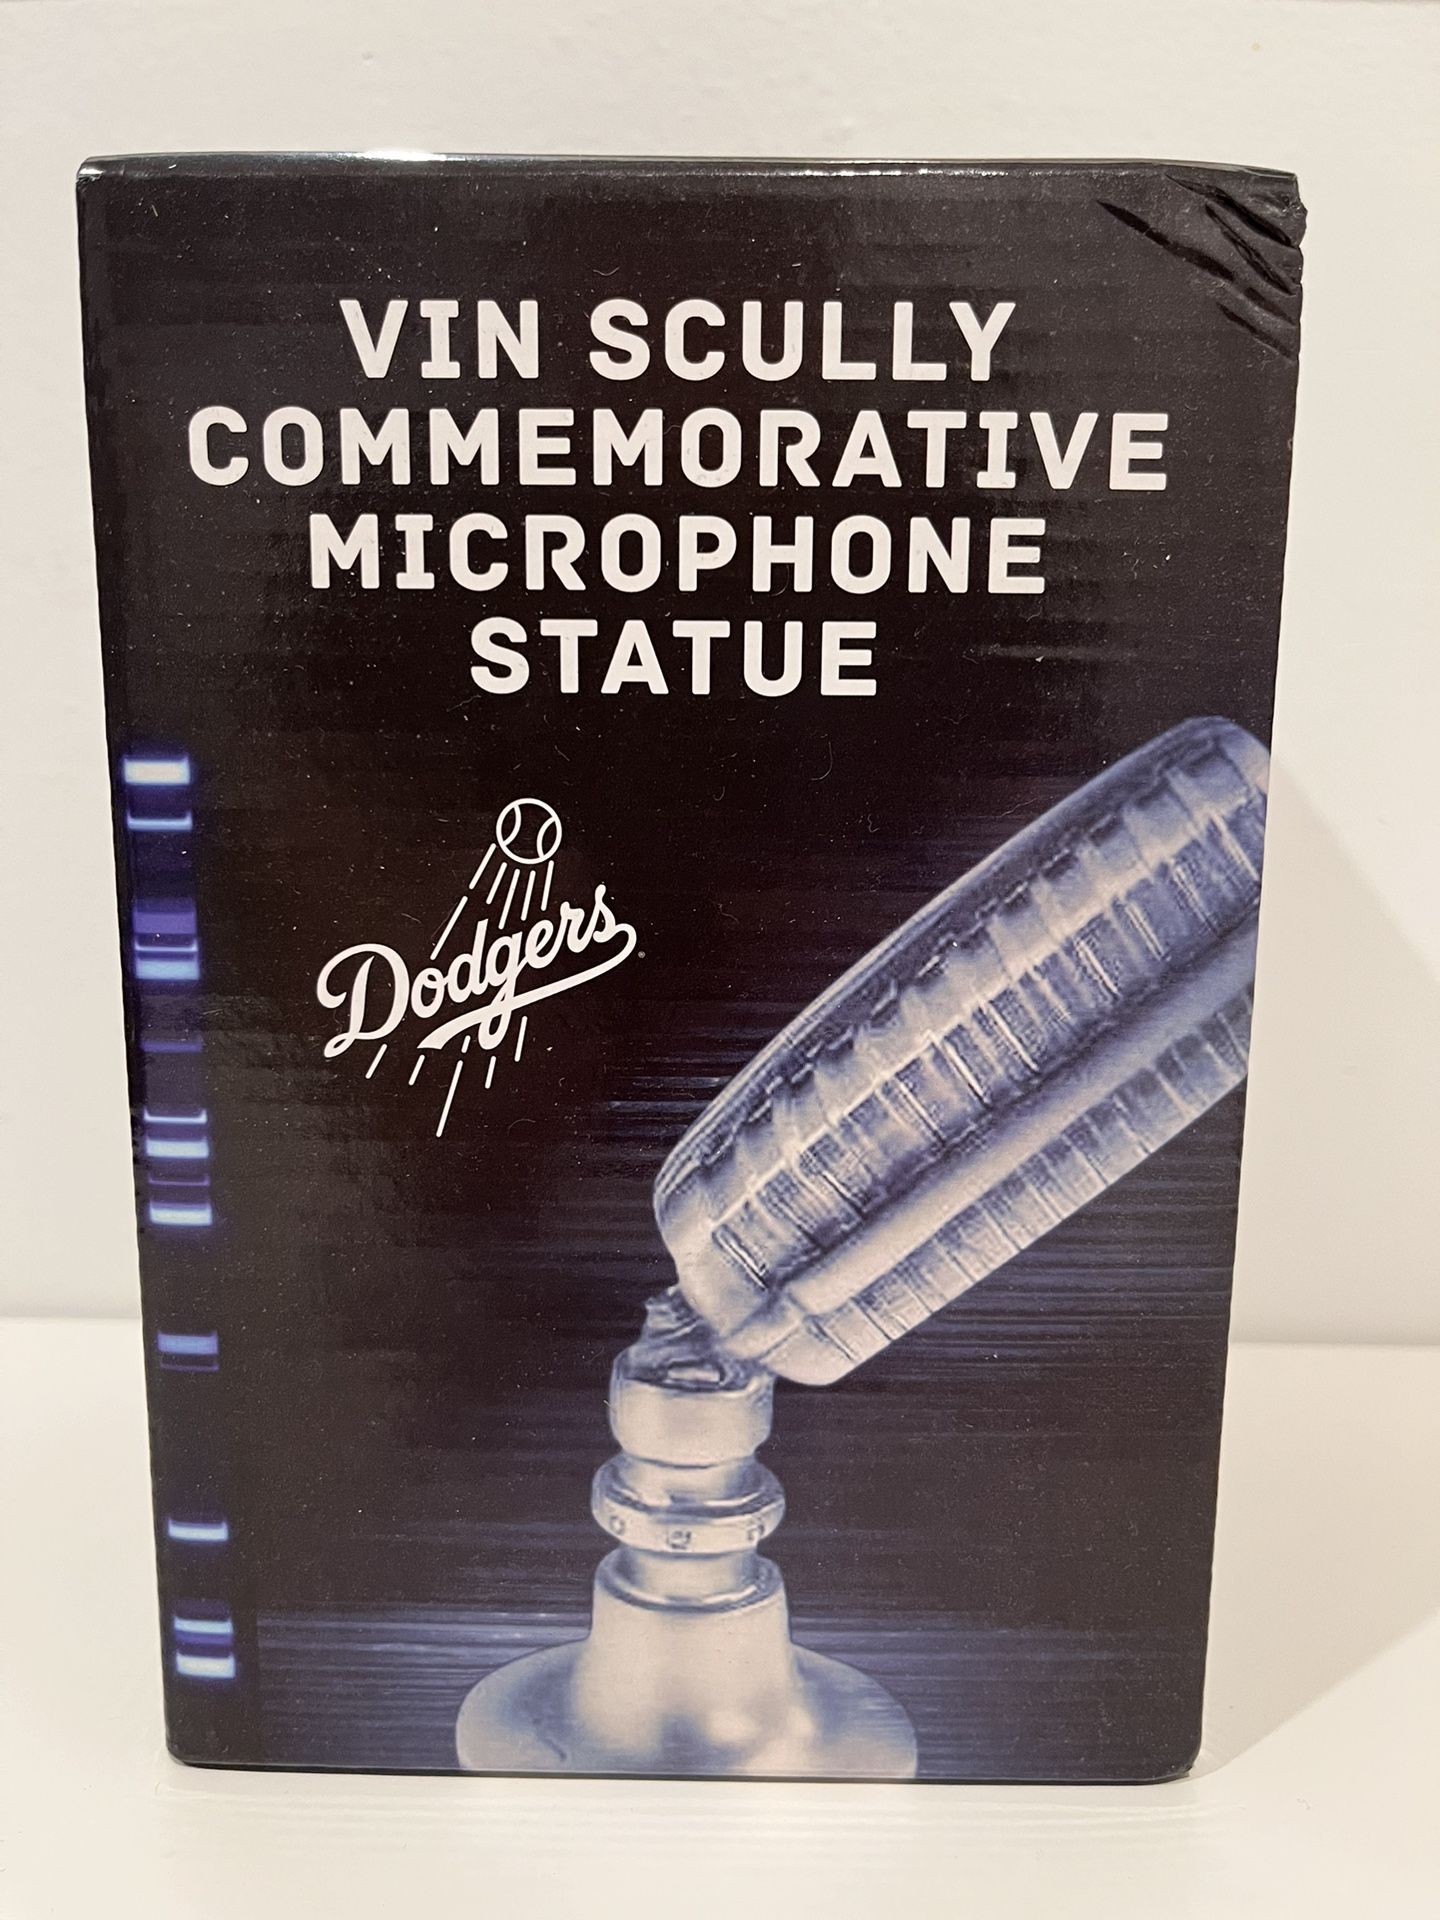 VIN SCULLY
COMMEMORATIVE
MICROPHONE
STATUE
Dodgers